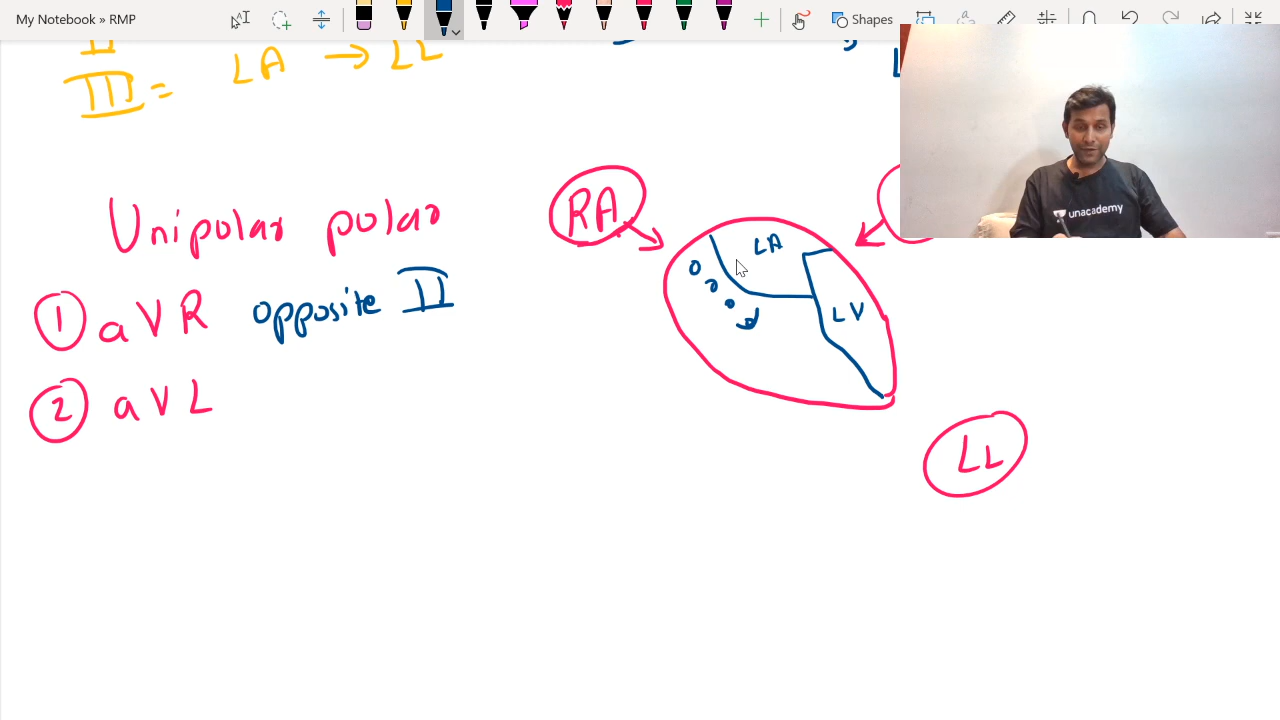 My Notebook » RMP
Shapes
II
III = LA → LL
unacademy
Unipolar polar
RA
LA
LV
① aVR opposite II
② aVL
LL